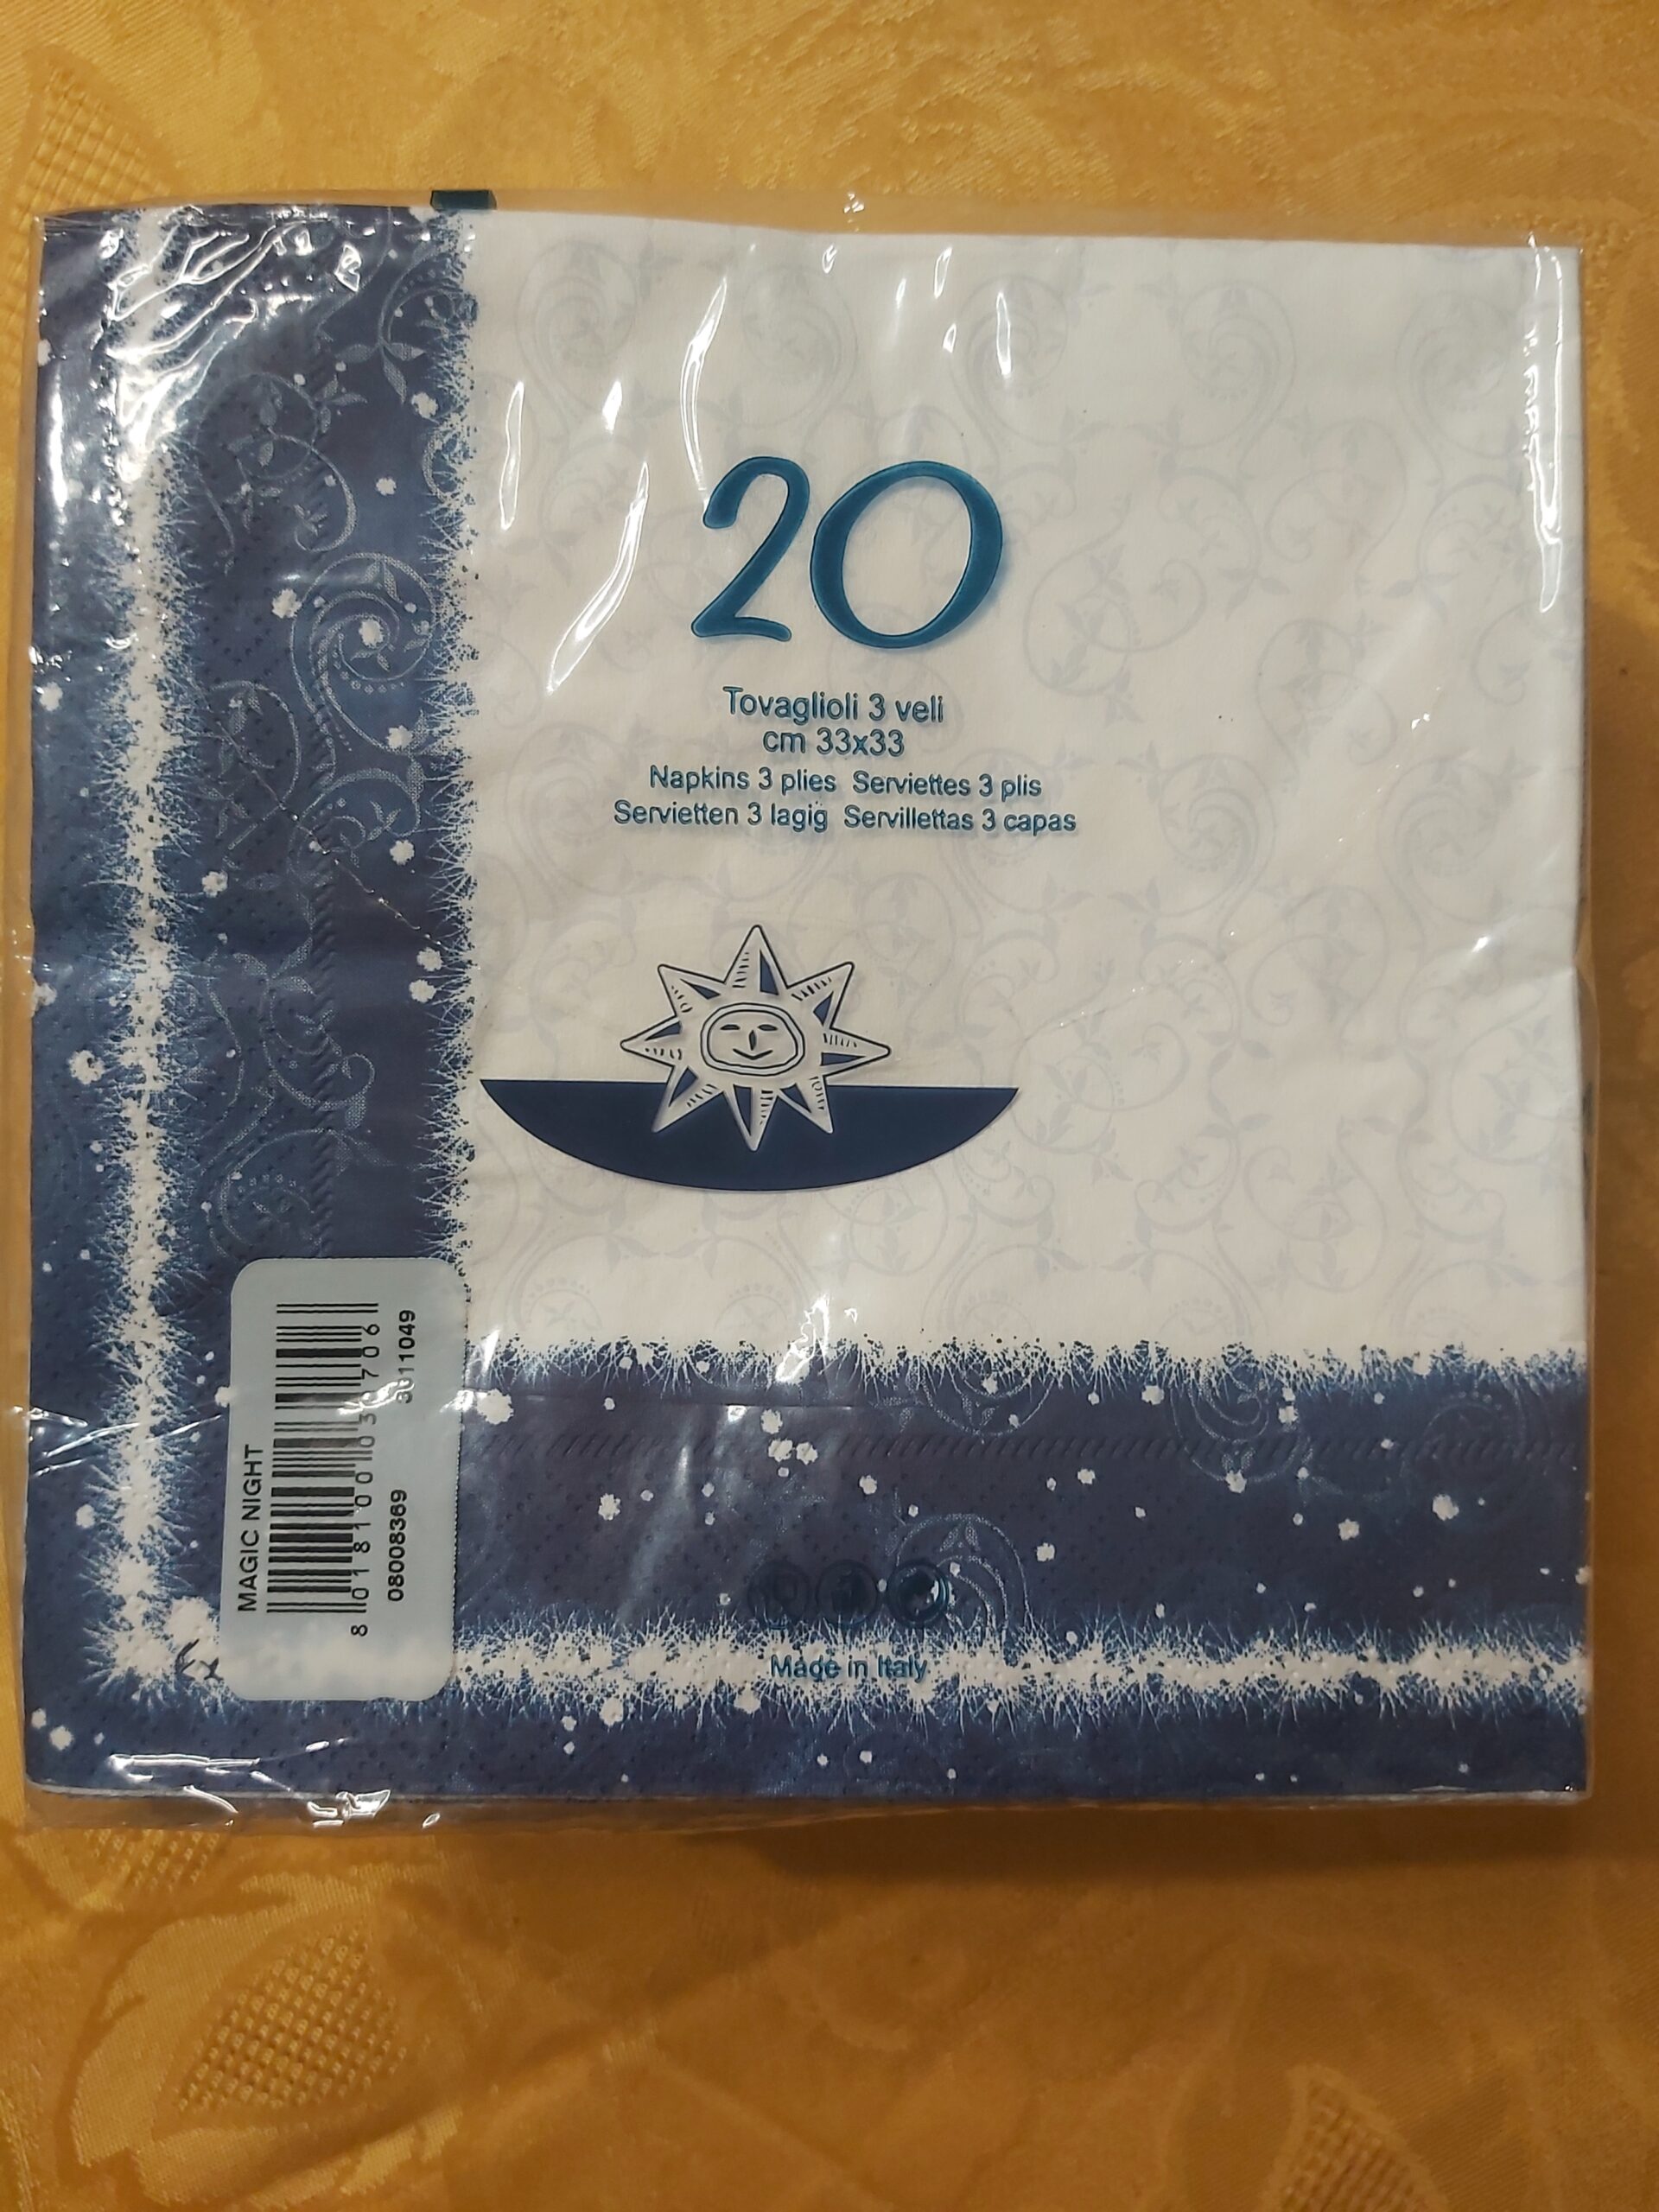 20
Tovaglioli 3 veli
cm 33x33
Napkins 3 plies Serviettes 3 plis
Servietten 3 lagig Servillettas 3 capas
MAGIC NIGHT
08008369
Made in Italy